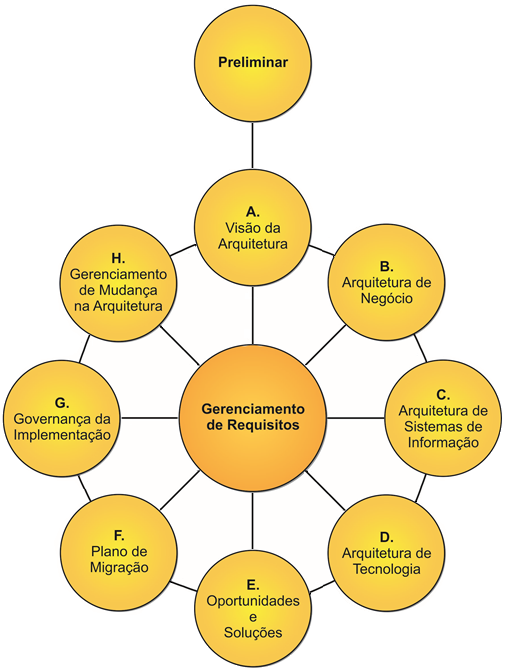 Preliminar
A.
Visão da
Arquitetura
B.
Arquitetura de
Negócio
C.
Arquitetura de
Sistemas de
Informação
D.
Arquitetura de
Tecnologia
E.
Oportunidades
e
Soluções
F.
Plano de
Migração
G.
Governança da
Implementação
H.
Gerenciamento
de Mudança
na Arquitetura
Gerenciamento
de Requisitos